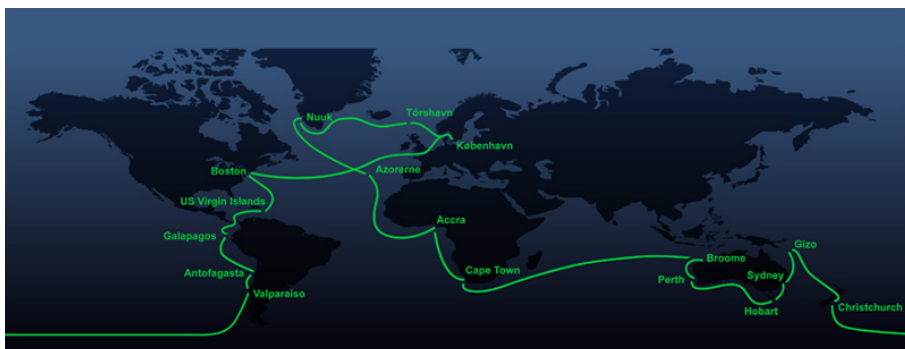 Nuuk
Tórshavn
København
Boston
Azorerne
US Virgin Islands
Accra
Galapagos
Gizo
Broome
Antofagasta
Cape Town
Perth
Sydney
Valparaiso
Hobart
Christchurch